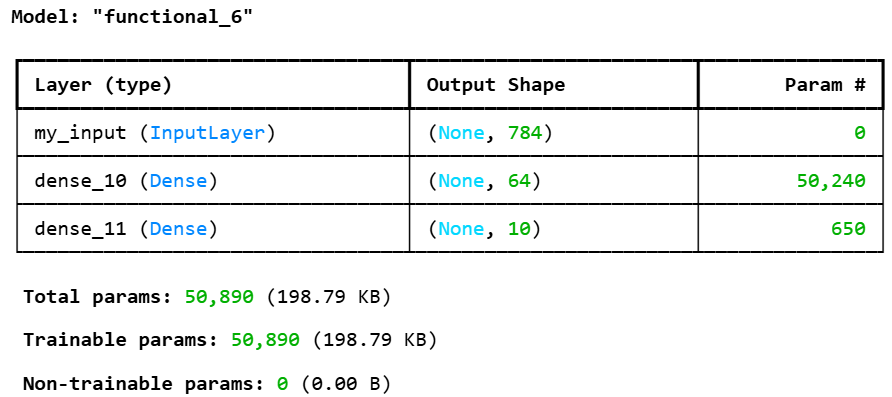 Model: "functional_6"
Layer (type) Output Shape Param #
my_input (InputLayer) (None, 784) 0
dense_10 (Dense) (None, 64) 50,240
dense_11 (Dense) (None, 10) 650
Total params: 50,890 (198.79 KB)
Trainable params: 50,890 (198.79 KB)
Non-trainable params: 0 (0.00 B)